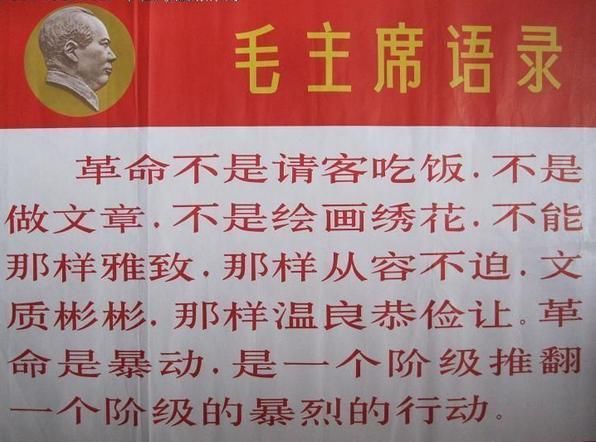 毛主席语录
革命不是请客吃饭．不是
做文章．不是绘画绣花．不能
那样雅致．那样从容不迫．文
质彬彬．那样温良恭俭让。革
命是暴动．是一个阶级推翻
一个阶级的暴烈的行动。